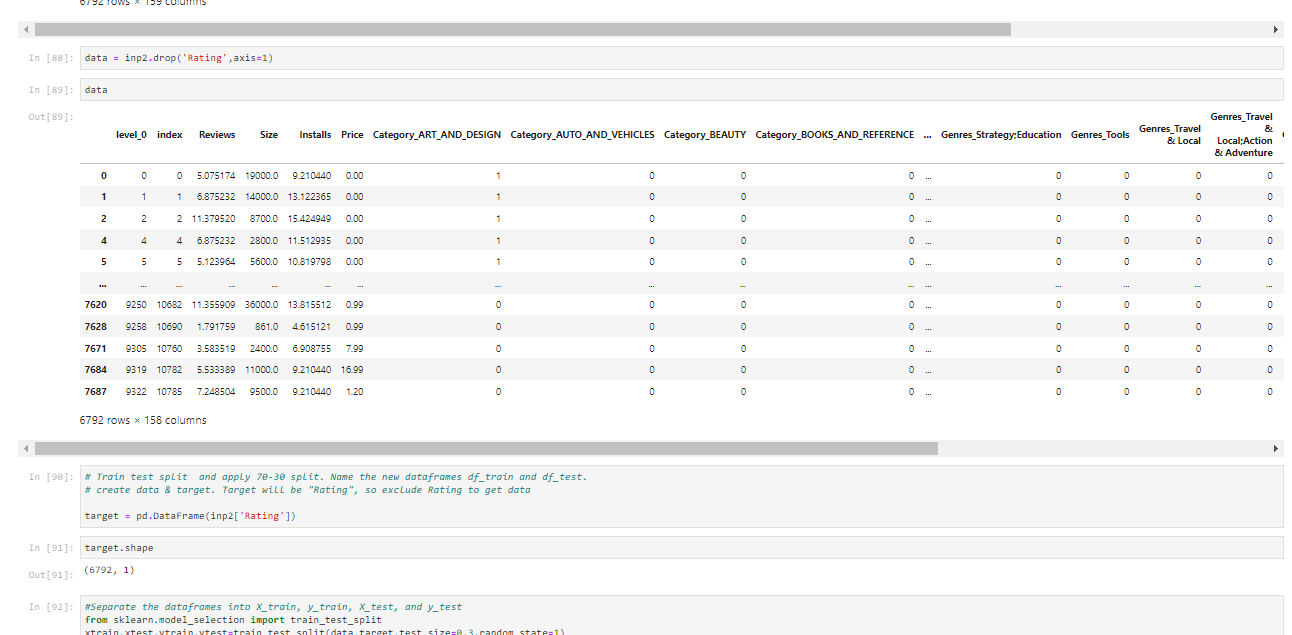 6792 rows × 159 columns
In [88]: data = inp2.drop('Rating',axis=1)
In [89]: data
Out[89]:
level_0 index Reviews Size Installs Price Category_ART_AND_DESIGN Category_AUTO_AND_VEHICLES Category_BEAUTY Category_BOOKS_AND_REFERENCE ... Genres_Strategy;Education Genres_Tools Genres_Travel & Local Genres_Travel & Local;Action & Adventure
0 0 0 5.075174 19000.0 9.210440 0.00 1 0 0 0 ... 0 0 0 0
1 1 1 6.875232 14000.0 13.122365 0.00 1 0 0 0 ... 0 0 0 0
2 2 2 11.379520 8700.0 15.424949 0.00 1 0 0 0 ... 0 0 0 0
4 4 4 6.875232 2800.0 11.512935 0.00 1 0 0 0 ... 0 0 0 0
5 5 5 5.123964 5600.0 10.819798 0.00 1 0 0 0 ... 0 0 0 0
... ... ... ... ... ... ... ... ... ... ... ... ... ... ... ...
7620 9250 10682 11.355909 36000.0 13.815512 0.99 0 0 0 0 ... 0 0 0 0
7628 9258 10690 1.791759 861.0 4.615121 0.99 0 0 0 0 ... 0 0 0 0
7671 9305 10760 3.583519 2400.0 6.908755 7.99 0 0 0 0 ... 0 0 0 0
7684 9319 10782 5.533389 11000.0 9.210440 16.99 0 0 0 0 ... 0 0 0 0
7687 9322 10785 7.248504 9500.0 9.210440 1.20 0 0 0 0 ... 0 0 0 0
6792 rows × 158 columns
In [90]: # Train test split  and apply 70-30 split. Name the new dataframes df_train and df_test.
# create data & target. Target will be "Rating", so exclude Rating to get data
target = pd.DataFrame(inp2['Rating'])
In [91]: target.shape
Out[91]: (6792, 1)
In [92]: #Separate the dataframes into X_train, y_train, X_test, and y_test
from sklearn.model_selection import train_test_split
xtrain,xtest,ytrain,ytest=train_test_split(data,target,test_size=0.3,random_state=1)